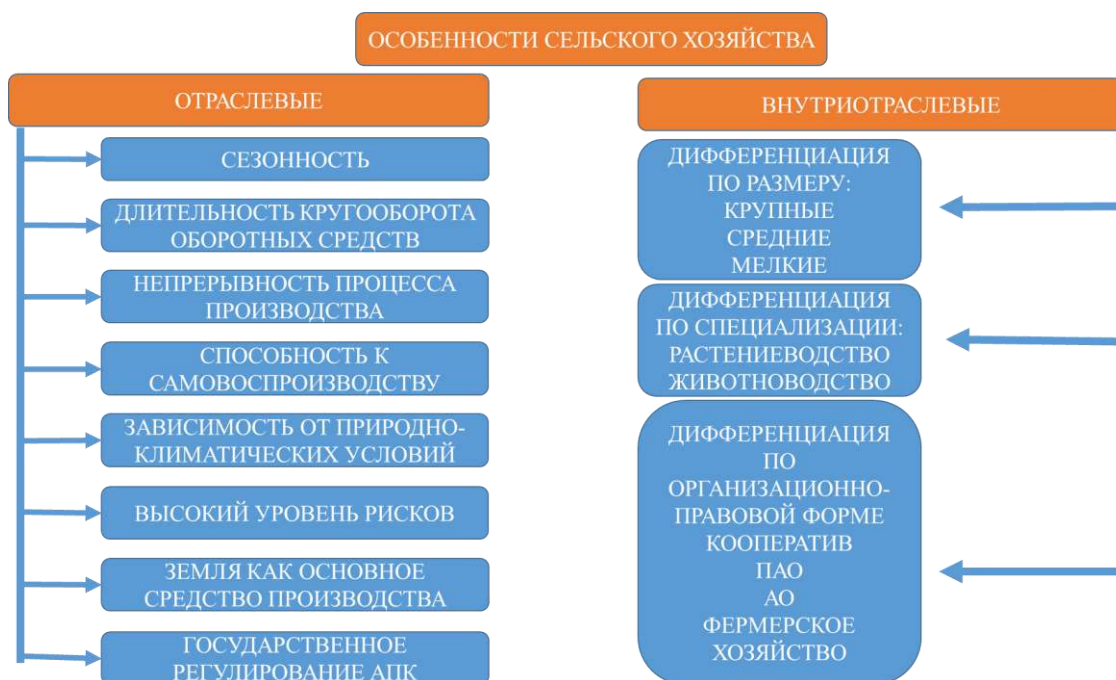 ОСОБЕННОСТИ СЕЛЬСКОГО ХОЗЯЙСТВА
ОТРАСЛЕВЫЕ
СЕЗОННОСТЬ
ДЛИТЕЛЬНОСТЬ КРУГООБОРОТА
ОБОРОТНЫХ СРЕДСТВ
НЕПРЕРЫВНОСТЬ ПРОЦЕССА
ПРОИЗВОДСТВА
СПОСОБНОСТЬ К
САМОВОСПРОИЗВОДСТВУ
ЗАВИСИМОСТЬ ОТ ПРИРОДНО-
КЛИМАТИЧЕСКИХ УСЛОВИЙ
ВЫСОКИЙ УРОВЕНЬ РИСКОВ
ЗЕМЛЯ КАК ОСНОВНОЕ
СРЕДСТВО ПРОИЗВОДСТВА
ГОСУДАРСТВЕННОЕ
РЕГУЛИРОВАНИЕ АПК
ВНУТРИОТРАСЛЕВЫЕ
ДИФФЕРЕНЦИАЦИЯ
ПО РАЗМЕРУ:
КРУПНЫЕ
СРЕДНИЕ
МЕЛКИЕ
ДИФФЕРЕНЦИАЦИЯ
ПО СПЕЦИАЛИЗАЦИИ:
РАСТЕНИЕВОДСТВО
ЖИВОТНОВОДСТВО
ДИФФЕРЕНЦИАЦИЯ
ПО
ОРГАНИЗАЦИОННО-
ПРАВОВОЙ ФОРМЕ
КООПЕРАТИВ
ПАО
АО
ФЕРМЕРСКОЕ
ХОЗЯЙСТВО